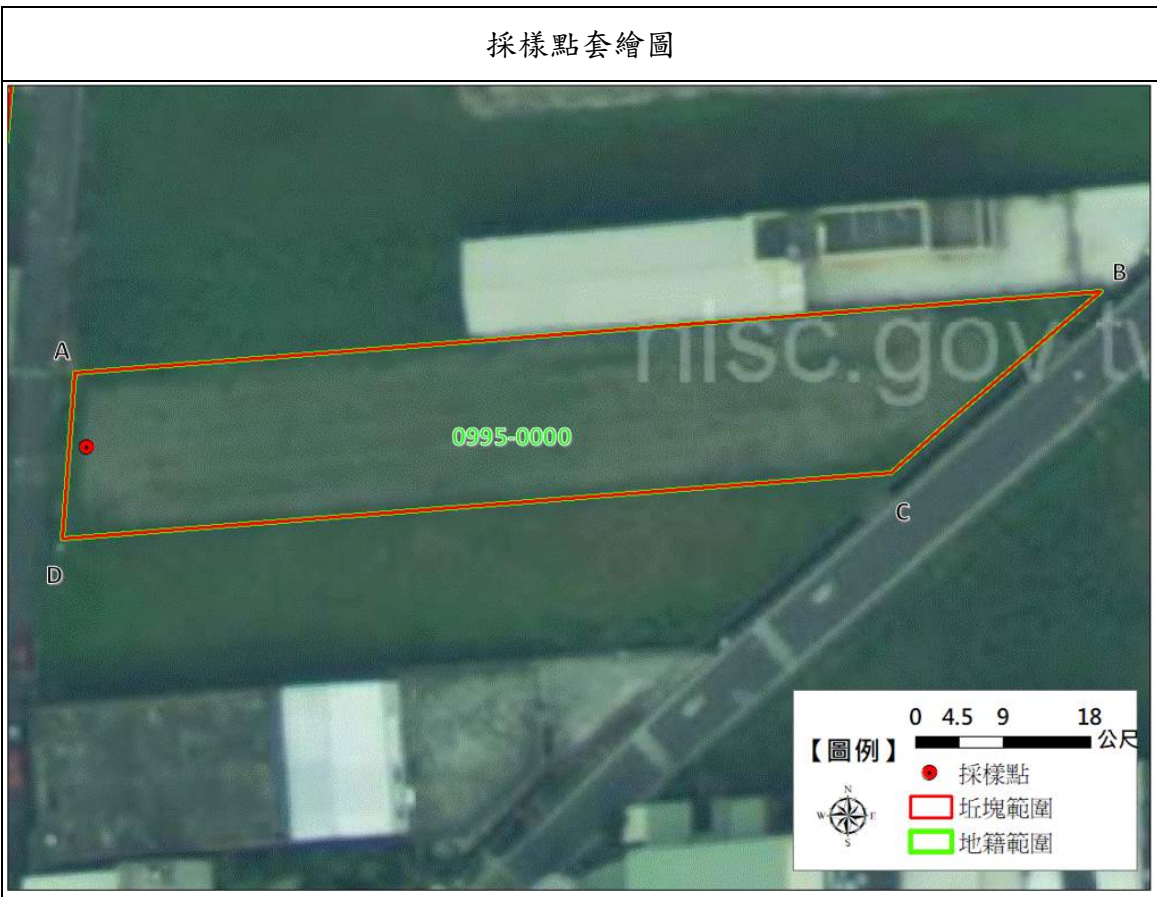 採樣點套繪圖
nlsc.gov.tw
A
B
C
D
0995-0000
0 4.5 9 18
公尺
【圖例】
採樣點
坵塊範圍
地籍範圍
N
W E
S